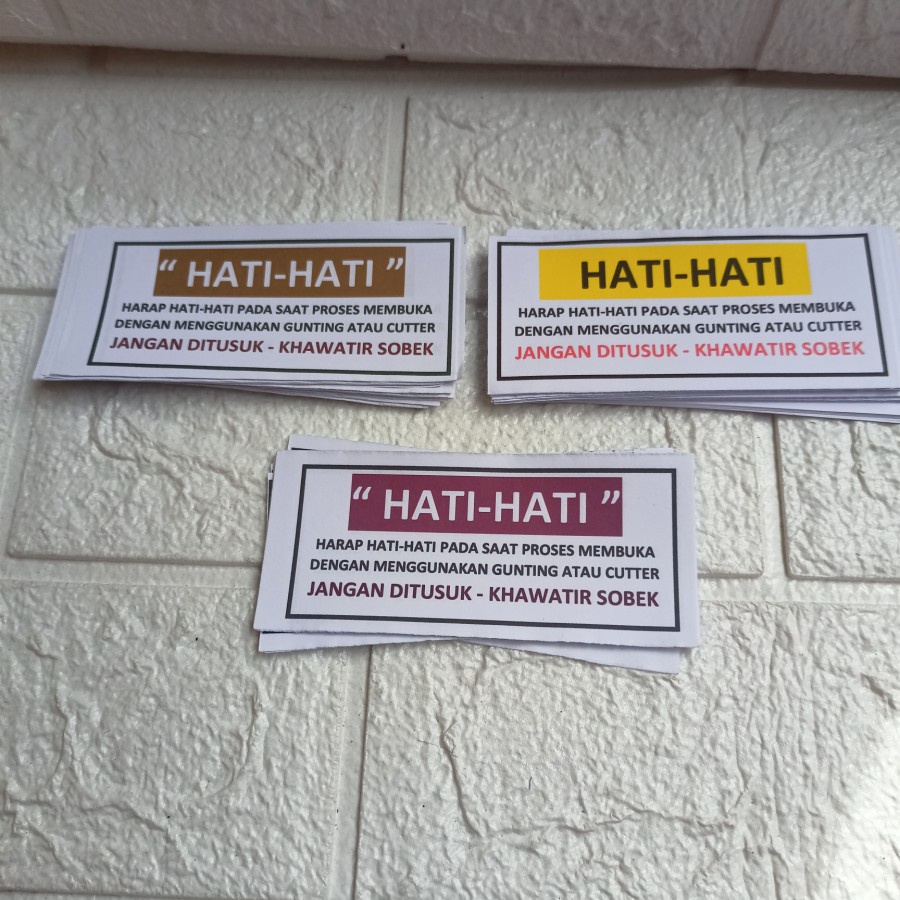 “ HATI-HATI ”
HARAP HATI-HATI PADA SAAT PROSES MEMBUKA
DENGAN MENGGUNAKAN GUNTING ATAU CUTTER
JANGAN DITUSUK - KHAWATIR SOBEK
HATI-HATI
HARAP HATI-HATI PADA SAAT PROSES MEMBUKA
DENGAN MENGGUNAKAN GUNTING ATAU CUTTER
JANGAN DITUSUK - KHAWATIR SOBEK
“ HATI-HATI ”
HARAP HATI-HATI PADA SAAT PROSES MEMBUKA
DENGAN MENGGUNAKAN GUNTING ATAU CUTTER
JANGAN DITUSUK - KHAWATIR SOBEK